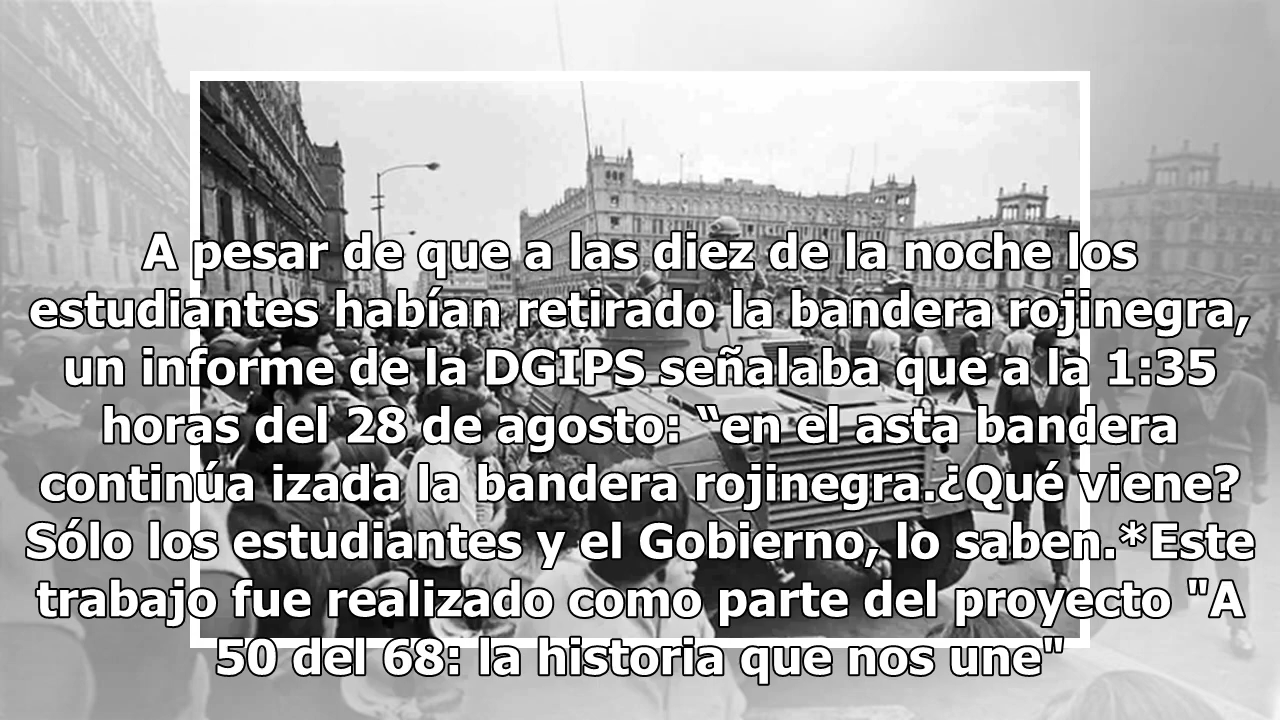 A pesar de que a las diez de la noche los
estudiantes habían retirado la bandera rojinegra,
un informe de la DGIPS señalaba que a la 1:35
horas del 28 de agosto: “en el asta bandera
continúa izada la bandera rojinegra.¿Qué viene?
Sólo los estudiantes y el Gobierno, lo saben.*Este
trabajo fue realizado como parte del proyecto "A
50 del 68: la historia que nos une"